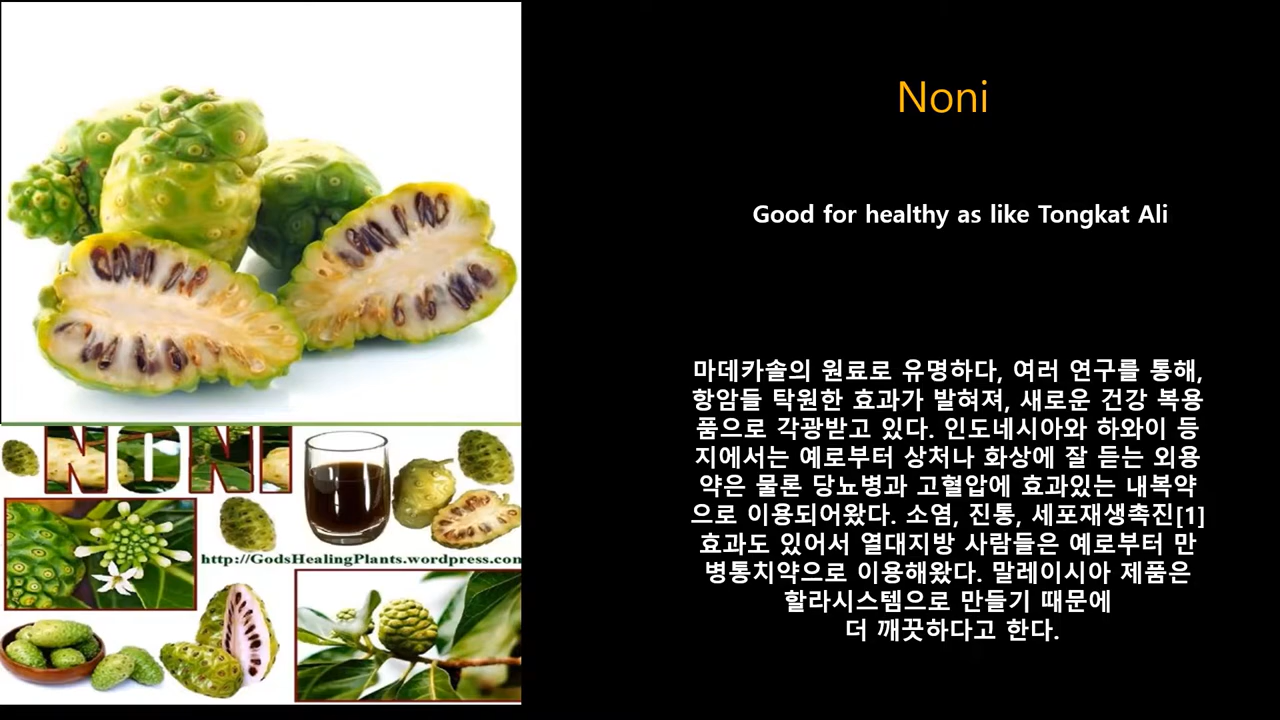 Noni
Good for healthy as like Tongkat Ali
마데카솔의 원료로 유명하다, 여러 연구를 통해,
항암들 탁원한 효과가 발혀져, 새로운 건강 복용
품으로 각광받고 있다. 인도네시아와 하와이 등
지에서는 예로부터 상처나 화상에 잘 듣는 외용
약은 물론 당뇨병과 고혈압에 효과있는 내복약
으로 이용되어왔다. 소염, 진통, 세포재생촉진[1]
효과도 있어서 열대지방 사람들은 예로부터 만
병통치약으로 이용해왔다. 말레이시아 제품은
할라시스템으로 만들기 때문에
더 깨끗하다고 한다.
NONI
http://GodsHealingPlants.wordpress.com